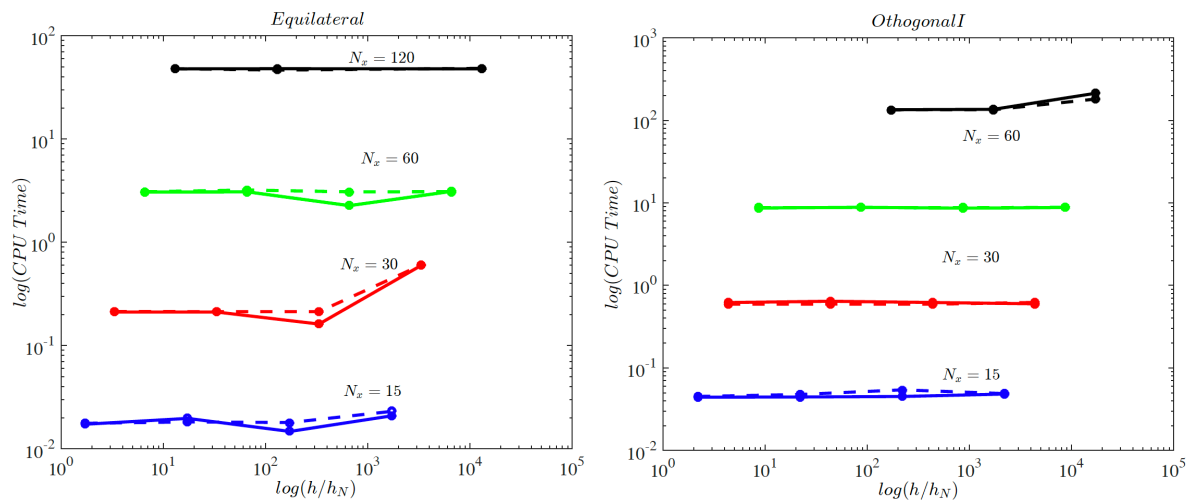 Equilateral
10^2
10^1
10^0
10^-1
10^-2
log(CPU Time)
N_x = 120
N_x = 60
N_x = 30
N_x = 15
10^0 10^1 10^2 10^3 10^4 10^5
log(h/h_N)
OthogonalI
10^3
10^2
10^1
10^0
10^-1
10^-2
log(CPU Time)
N_x = 60
N_x = 30
N_x = 15
10^0 10^1 10^2 10^3 10^4 10^5
log(h/h_N)